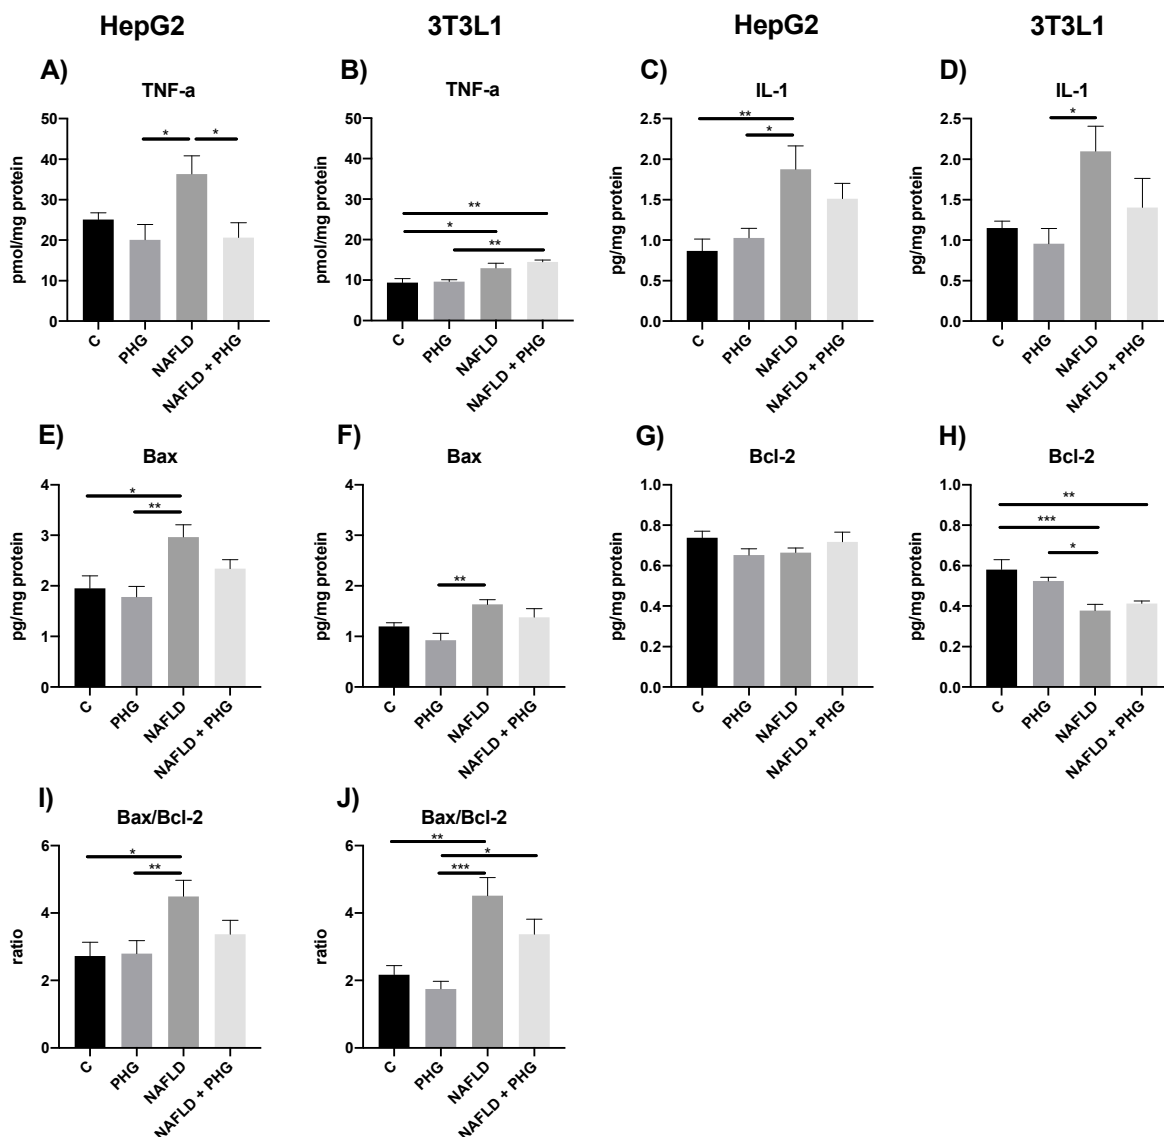 HepG2 3T3L1 HepG2 3T3L1
A) B) C) D)
TNF-a TNF-a IL-1 IL-1
pmol/mg protein
50
40
30
20
10
0
* *
C PHG NAFLD NAFLD + PHG
pmol/mg protein
50
40
30
20
10
0
**
*
**
C PHG NAFLD NAFLD + PHG
pg/mg protein
2.5
2.0
1.5
1.0
0.5
0.0
**
*
C PHG NAFLD NAFLD + PHG
pg/mg protein
2.5
2.0
1.5
1.0
0.5
0.0
*
C PHG NAFLD NAFLD + PHG
E) F) G) H)
Bax Bax Bcl-2 Bcl-2
pg/mg protein
4
3
2
1
0
*
**
C PHG NAFLD NAFLD + PHG
pg/mg protein
4
3
2
1
0
**
C PHG NAFLD NAFLD + PHG
pg/mg protein
1.0
0.8
0.6
0.4
0.2
0.0
C PHG NAFLD NAFLD + PHG
pg/mg protein
1.0
0.8
0.6
0.4
0.2
0.0
**
***
*
C PHG NAFLD NAFLD + PHG
I) J)
Bax/Bcl-2 Bax/Bcl-2
ratio
6
4
2
0
*
**
C PHG NAFLD NAFLD + PHG
ratio
6
4
2
0
**
*
***
C PHG NAFLD NAFLD + PHG